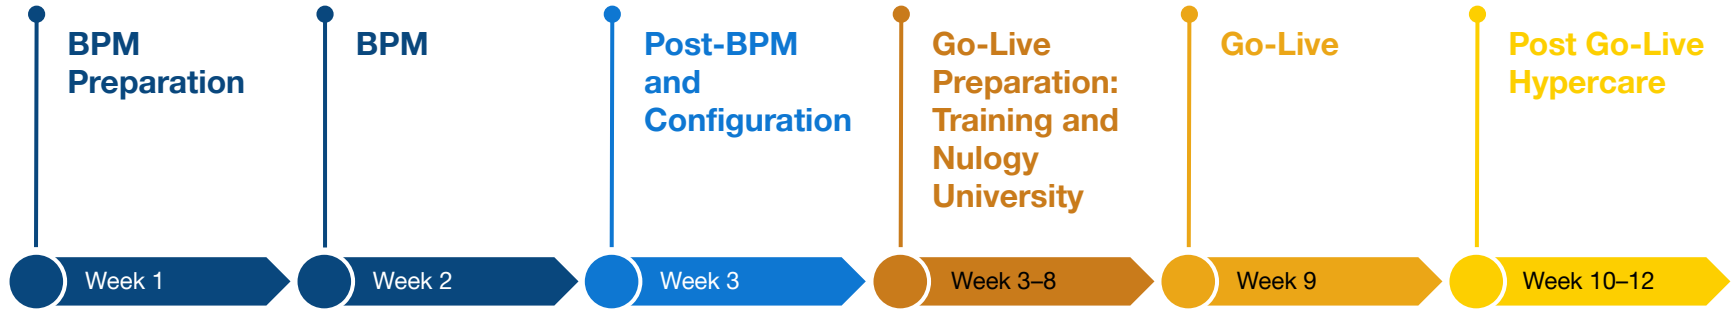 BPM
Preparation
BPM
Post-BPM
and
Configuration
Go-Live
Preparation:
Training and
Nulogy
University
Go-Live
Post Go-Live
Hypercare
Week 1
Week 2
Week 3
Week 3–8
Week 9
Week 10–12